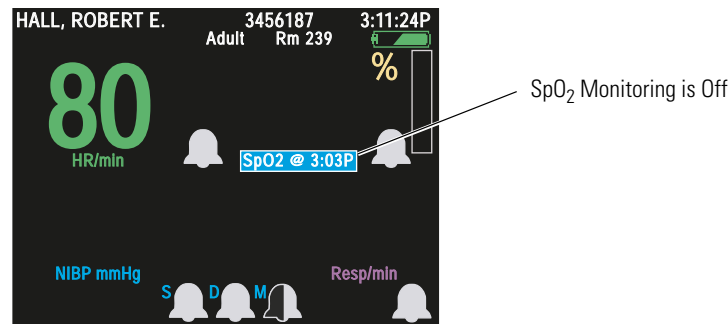 HALL, ROBERT E. 3456187 3:11:24P
Adult Rm 239
80
%
HR/min
SpO2 @ 3:03P
SpO₂ Monitoring is Off
NIBP mmHg
Resp/min
S D M